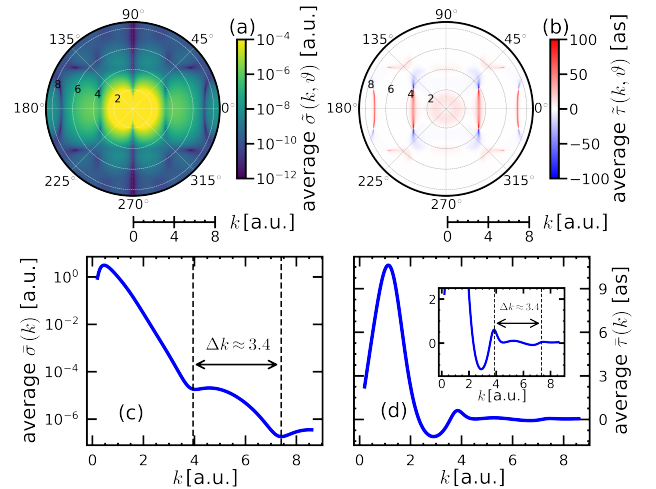 (a)
90°
135°
45°
180°
0°
225°
315°
270°
8
6
4
2
10⁻⁴
10⁻⁶
10⁻⁸
10⁻¹⁰
10⁻¹²
average σ̃(k, ϑ) [a.u.]
0 4 8
k [a.u.]
(b)
90°
135°
45°
180°
0°
225°
315°
270°
8
6
4
2
100
50
0
−50
−100
average τ̃(k, ϑ) [as]
0 4 8
k [a.u.]
average σ̄(k) [a.u.]
10⁰
10⁻²
10⁻⁴
10⁻⁶
Δk ≈ 3.4
(c)
0 2 4 6 8
k [a.u.]
2
0
Δk ≈ 3.4
0 2 4 6 8
k [a.u.]
(d)
9
6
3
0
average τ̄(k) [as]
0 2 4 6 8
k [a.u.]